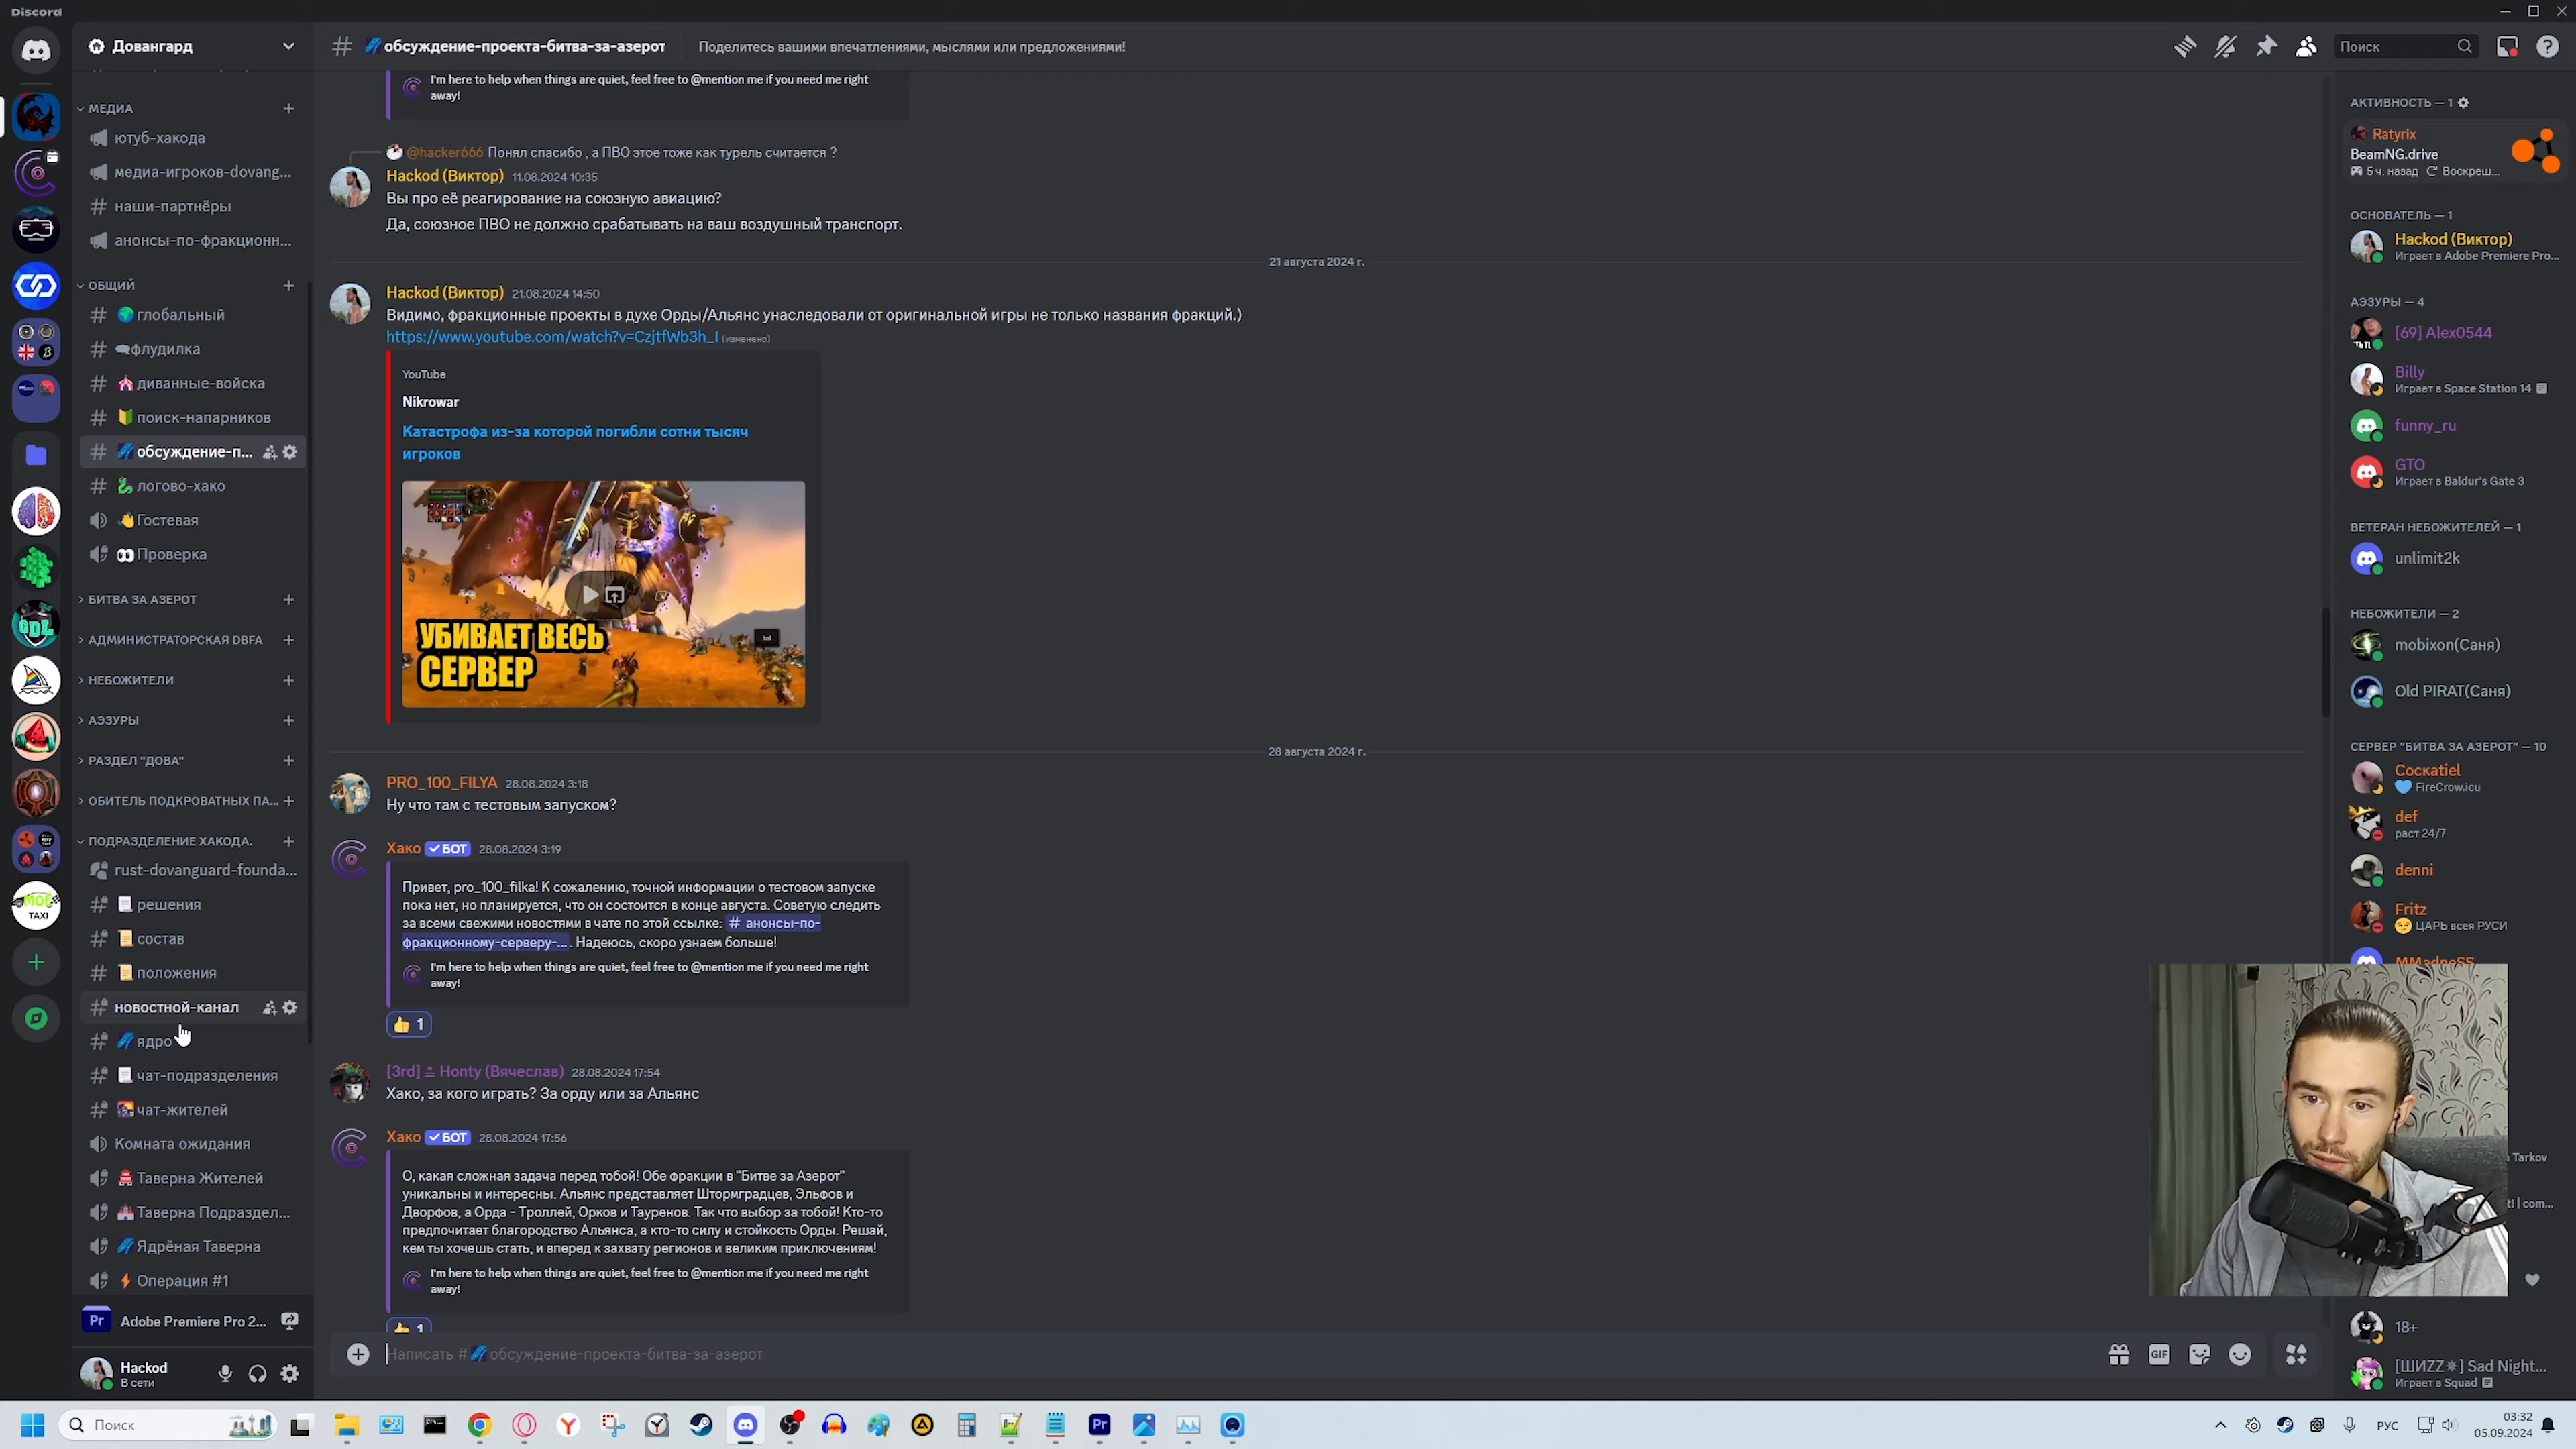 Discord
Довангард
МЕДИА
ютуб-хакода
медиа-игроков-dovang...
наши-партнёры
анонсы-по-фракционн...
ОБЩИЙ
глобальный
флудилка
диванные-войска
поиск-напарников
обсуждение-п...
логово-хако
Гостевая
Проверка
БИТВА ЗА АЗЕРОТ
АДМИНИСТРАТОРСКАЯ DBFA
НЕБОЖИТЕЛИ
АЭЗУРЫ
РАЗДЕЛ "ДОВА"
ОБИТЕЛЬ ПОДКРОВАТНЫХ ПА...
ПОДРАЗДЕЛЕНИЕ ХАКОДА.
rust-dovanguard-founda...
решения
состав
положения
новостной-канал
ядро
чат-подразделения
чат-жителей
Комната ожидания
Таверна Жителей
Таверна Подраздел...
Ядрёная Таверна
Операция #1
Pr Adobe Premiere Pro 2...
Hackod
В сети
GDL
MOË TAXI
обсуждение-проекта-битва-за-азерот
Поделитесь вашими впечатлениями, мыслями или предложениями!
Поиск
I'm here to help when things are quiet, feel free to @mention me if you need me right
away!
@hacker666 Понял спасибо , а ПВО этое тоже как турель считается ?
Hackod (Виктор) 11.08.2024 10:35
Вы про её реагирование на союзную авиацию?
Да, союзное ПВО не должно срабатывать на ваш воздушный транспорт.
21 августа 2024 г.
Hackod (Виктор) 21.08.2024 14:50
Видимо, фракционные проекты в духе Орды/Альянс унаследовали от оригинальной игры не только названия фракций.)
https://www.youtube.com/watch?v=CzjtfWb3h_I (изменено)
YouTube
Nikrowar
Катастрофа из-за которой погибли сотни тысяч
игроков
lol
УБИВАЕТ ВЕСЬ
СЕРВЕР
28 августа 2024 г.
PRO_100_FILYA 28.08.2024 3:18
Ну что там с тестовым запуском?
Хако БОТ 28.08.2024 3:19
Привет, pro_100_filka! К сожалению, точной информации о тестовом запуске
пока нет, но планируется, что он состоится в конце августа. Советую следить
за всеми свежими новостями в чате по этой ссылке: # анонсы-по-
фракционному-серверу-... . Надеюсь, скоро узнаем больше!
I'm here to help when things are quiet, feel free to @mention me if you need me right
away!
1
[3rd] Honty (Вячеслав) 28.08.2024 17:54
Хако, за кого играть? За орду или за Альянс
Хако БОТ 28.08.2024 17:56
О, какая сложная задача перед тобой! Обе фракции в "Битве за Азерот"
уникальны и интересны. Альянс представляет Штормградцев, Эльфов и
Дворфов, а Орда - Троллей, Орков и Тауренов. Так что выбор за тобой! Кто-то
предпочитает благородство Альянса, а кто-то силу и стойкость Орды. Решай,
кем ты хочешь стать, и вперед к захвату регионов и великим приключениям!
I'm here to help when things are quiet, feel free to @mention me if you need me right
away!
1
Написать # обсуждение-проекта-битва-за-азерот
GIF
АКТИВНОСТЬ — 1
Ratyrix
BeamNG.drive
5 ч. назад Воскреш...
ОСНОВАТЕЛЬ — 1
Hackod (Виктор)
Играет в Adobe Premiere Pro...
АЭЗУРЫ — 4
[69] Alex0544
Billy
Играет в Space Station 14
funny_ru
GTO
Играет в Baldur's Gate 3
ВЕТЕРАН НЕБОЖИТЕЛЕЙ — 1
unlimit2k
НЕБОЖИТЕЛИ — 2
mobixon(Саня)
Old PIRAT(Саня)
СЕРВЕР "БИТВА ЗА АЗЕРОТ" — 10
Cockatiel
FireCrow.icu
def
раст 24/7
denni
Fritz
ЦАРЬ всея РУСИ
MMadneSS
Tarkov
| com...
18+
[ШИZZ✷] Sad Night...
Играет в Squad
Поиск
Pr
РУС
03:32
05.09.2024